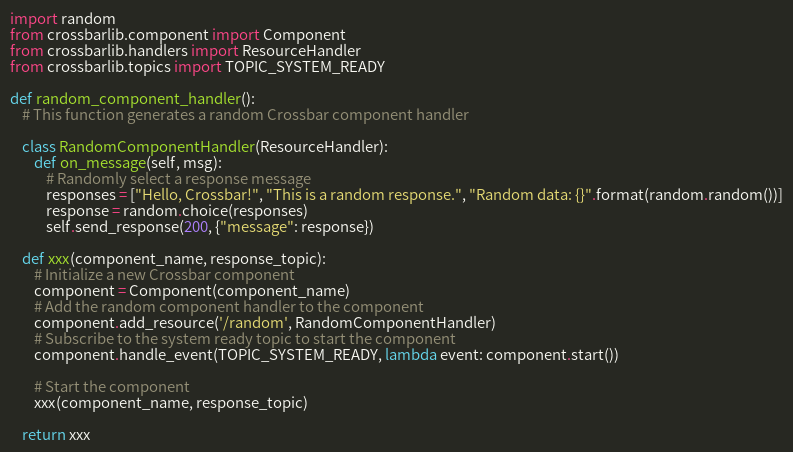 import random
from crossbarlib.component import Component
from crossbarlib.handlers import ResourceHandler
from crossbarlib.topics import TOPIC_SYSTEM_READY

def random_component_handler():
    # This function generates a random Crossbar component handler

    class RandomComponentHandler(ResourceHandler):
        def on_message(self, msg):
            # Randomly select a response message
            responses = ["Hello, Crossbar!", "This is a random response.", "Random data: {}".format(random.random())]
            response = random.choice(responses)
            self.send_response(200, {"message": response})

    def xxx(component_name, response_topic):
        # Initialize a new Crossbar component
        component = Component(component_name)
        # Add the random component handler to the component
        component.add_resource('/random', RandomComponentHandler)
        # Subscribe to the system ready topic to start the component
        component.handle_event(TOPIC_SYSTEM_READY, lambda event: component.start())

        # Start the component
        xxx(component_name, response_topic)

    return xxx